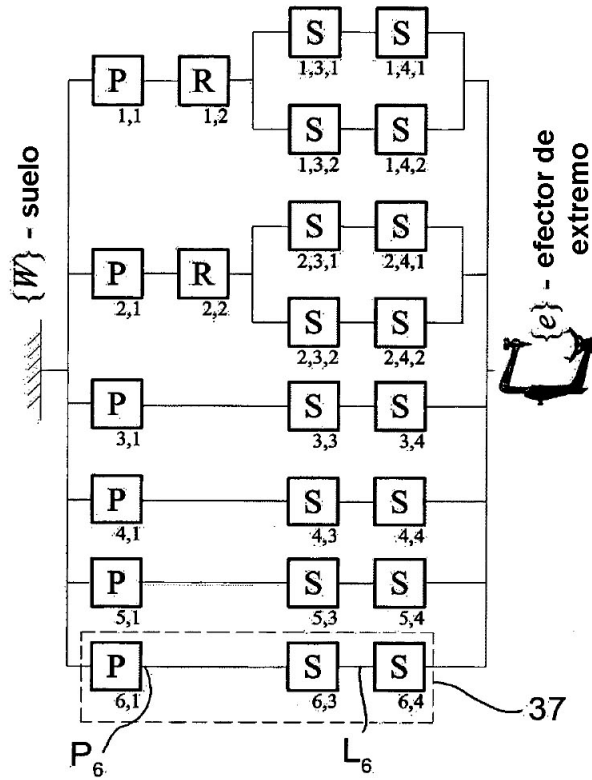 S S
1,3,1 1,4,1
P R
1,1 1,2
S S
1,3,2 1,4,2
S S
2,3,1 2,4,1
P R
2,1 2,2
S S
2,3,2 2,4,2
{W} - suelo
{e} - efector de
extremo
P S S
3,1 3,3 3,4
P S S
4,1 4,3 4,4
P S S
5,1 5,3 5,4
P S S
6,1 6,3 6,4
P6 L6 37